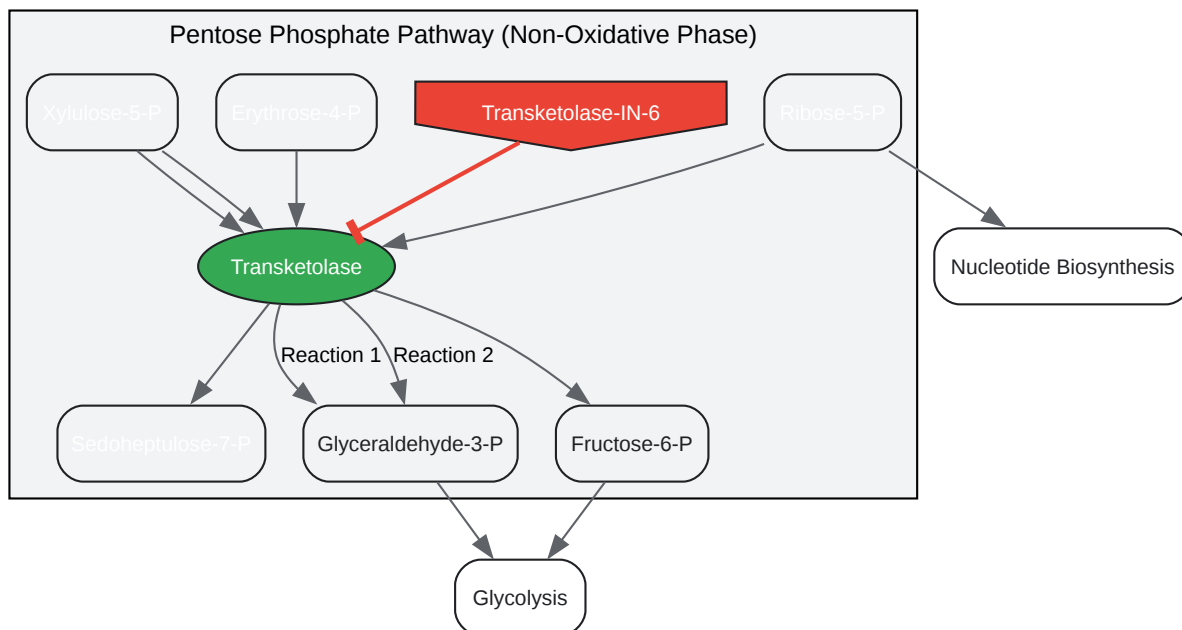 Pentose Phosphate Pathway (Non-Oxidative Phase)
Xylulose-5-P
Erythrose-4-P
Transketolase-IN-6
Ribose-5-P
Transketolase
Nucleotide Biosynthesis
Reaction 1
Reaction 2
Sedoheptulose-7-P
Glyceraldehyde-3-P
Fructose-6-P
Glycolysis